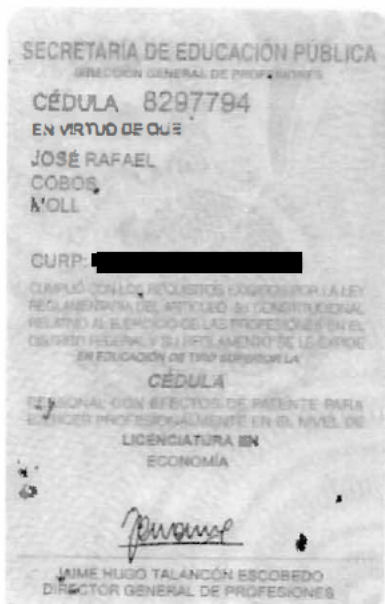 SECRETARÍA DE EDUCACIÓN PÚBLICA
DIRECCIÓN GENERAL DE PROFESIONES
CÉDULA 8297794
EN VIRTUD DE QUE
JOSÉ RAFAEL
COBOS
MOLL
CURP:
CUMPLIÓ CON LOS REQUISITOS EXIGIDOS POR LA LEY
REGLAMENTARIA DEL ARTÍCULO 5o. CONSTITUCIONAL
RELATIVO AL EJERCICIO DE LAS PROFESIONES EN EL
DISTRITO FEDERAL Y SU REGLAMENTO SE LE EXPIDE
EN EDUCACIÓN DE TIPO SUPERIOR LA
CÉDULA
PERSONAL CON EFECTOS DE PATENTE PARA
EJERCER PROFESIONALMENTE EN EL NIVEL DE
LICENCIATURA EN
ECONOMÍA
JAIME HUGO TALANCÓN ESCOBEDO
DIRECTOR GENERAL DE PROFESIONES